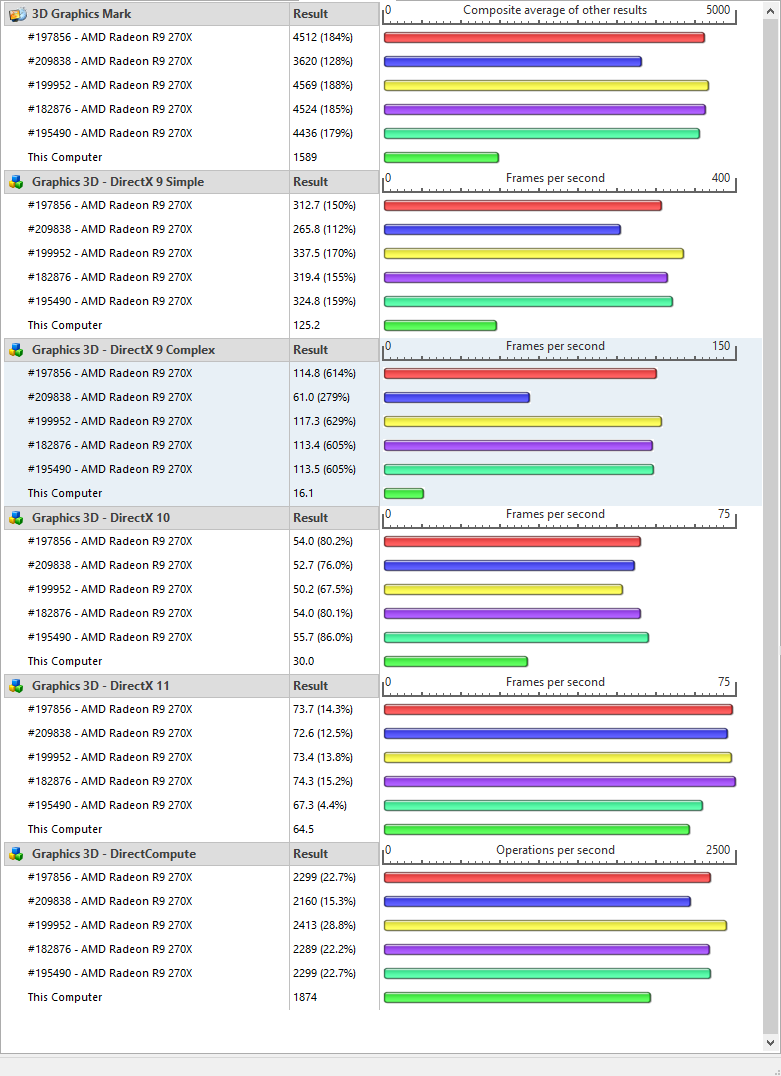 3D Graphics Mark Result 0 Composite average of other results 5000
#197856 - AMD Radeon R9 270X 4512 (184%)
#209838 - AMD Radeon R9 270X 3620 (128%)
#199952 - AMD Radeon R9 270X 4569 (188%)
#182876 - AMD Radeon R9 270X 4524 (185%)
#195490 - AMD Radeon R9 270X 4436 (179%)
This Computer 1589
Graphics 3D - DirectX 9 Simple Result 0 Frames per second 400
#197856 - AMD Radeon R9 270X 312.7 (150%)
#209838 - AMD Radeon R9 270X 265.8 (112%)
#199952 - AMD Radeon R9 270X 337.5 (170%)
#182876 - AMD Radeon R9 270X 319.4 (155%)
#195490 - AMD Radeon R9 270X 324.8 (159%)
This Computer 125.2
Graphics 3D - DirectX 9 Complex Result 0 Frames per second 150
#197856 - AMD Radeon R9 270X 114.8 (614%)
#209838 - AMD Radeon R9 270X 61.0 (279%)
#199952 - AMD Radeon R9 270X 117.3 (629%)
#182876 - AMD Radeon R9 270X 113.4 (605%)
#195490 - AMD Radeon R9 270X 113.5 (605%)
This Computer 16.1
Graphics 3D - DirectX 10 Result 0 Frames per second 75
#197856 - AMD Radeon R9 270X 54.0 (80.2%)
#209838 - AMD Radeon R9 270X 52.7 (76.0%)
#199952 - AMD Radeon R9 270X 50.2 (67.5%)
#182876 - AMD Radeon R9 270X 54.0 (80.1%)
#195490 - AMD Radeon R9 270X 55.7 (86.0%)
This Computer 30.0
Graphics 3D - DirectX 11 Result 0 Frames per second 75
#197856 - AMD Radeon R9 270X 73.7 (14.3%)
#209838 - AMD Radeon R9 270X 72.6 (12.5%)
#199952 - AMD Radeon R9 270X 73.4 (13.8%)
#182876 - AMD Radeon R9 270X 74.3 (15.2%)
#195490 - AMD Radeon R9 270X 67.3 (4.4%)
This Computer 64.5
Graphics 3D - DirectCompute Result 0 Operations per second 2500
#197856 - AMD Radeon R9 270X 2299 (22.7%)
#209838 - AMD Radeon R9 270X 2160 (15.3%)
#199952 - AMD Radeon R9 270X 2413 (28.8%)
#182876 - AMD Radeon R9 270X 2289 (22.2%)
#195490 - AMD Radeon R9 270X 2299 (22.7%)
This Computer 1874